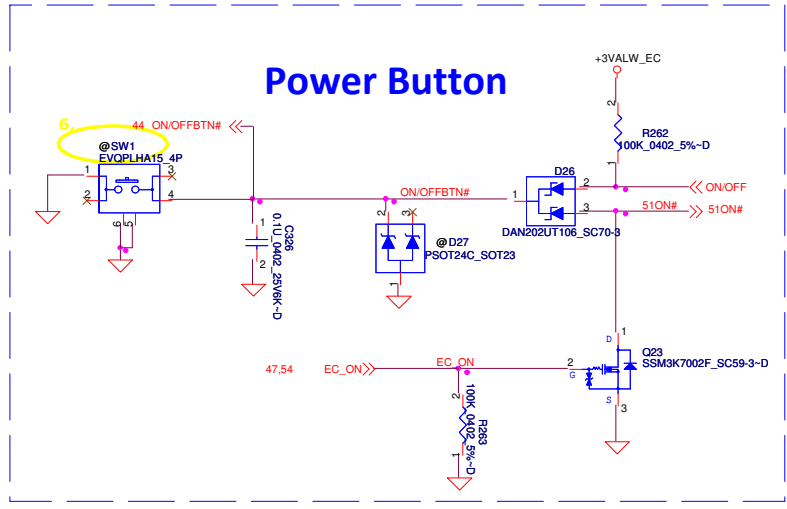 Power Button
+3VALW_EC
6.
44 ON/OFFBTN#
@SW1
EVQPLHA15_4P
1
3
2
4
6
5
2
R262
100K_0402_5%~D
1
ON/OFFBTN#
1
D26
2
3
ON/OFF
51ON#
51ON#
DAN202UT106_SC70-3
1
C326
0.1U_0402_25V6K~D
2
2
3
@D27
PSOT24C_SOT23
1
47,54
EC_ON
EC_ON
2
G
D
1
Q23
SSM3K7002F_SC59-3~D
S
3
2
R263
100K_0402_5%~D
1